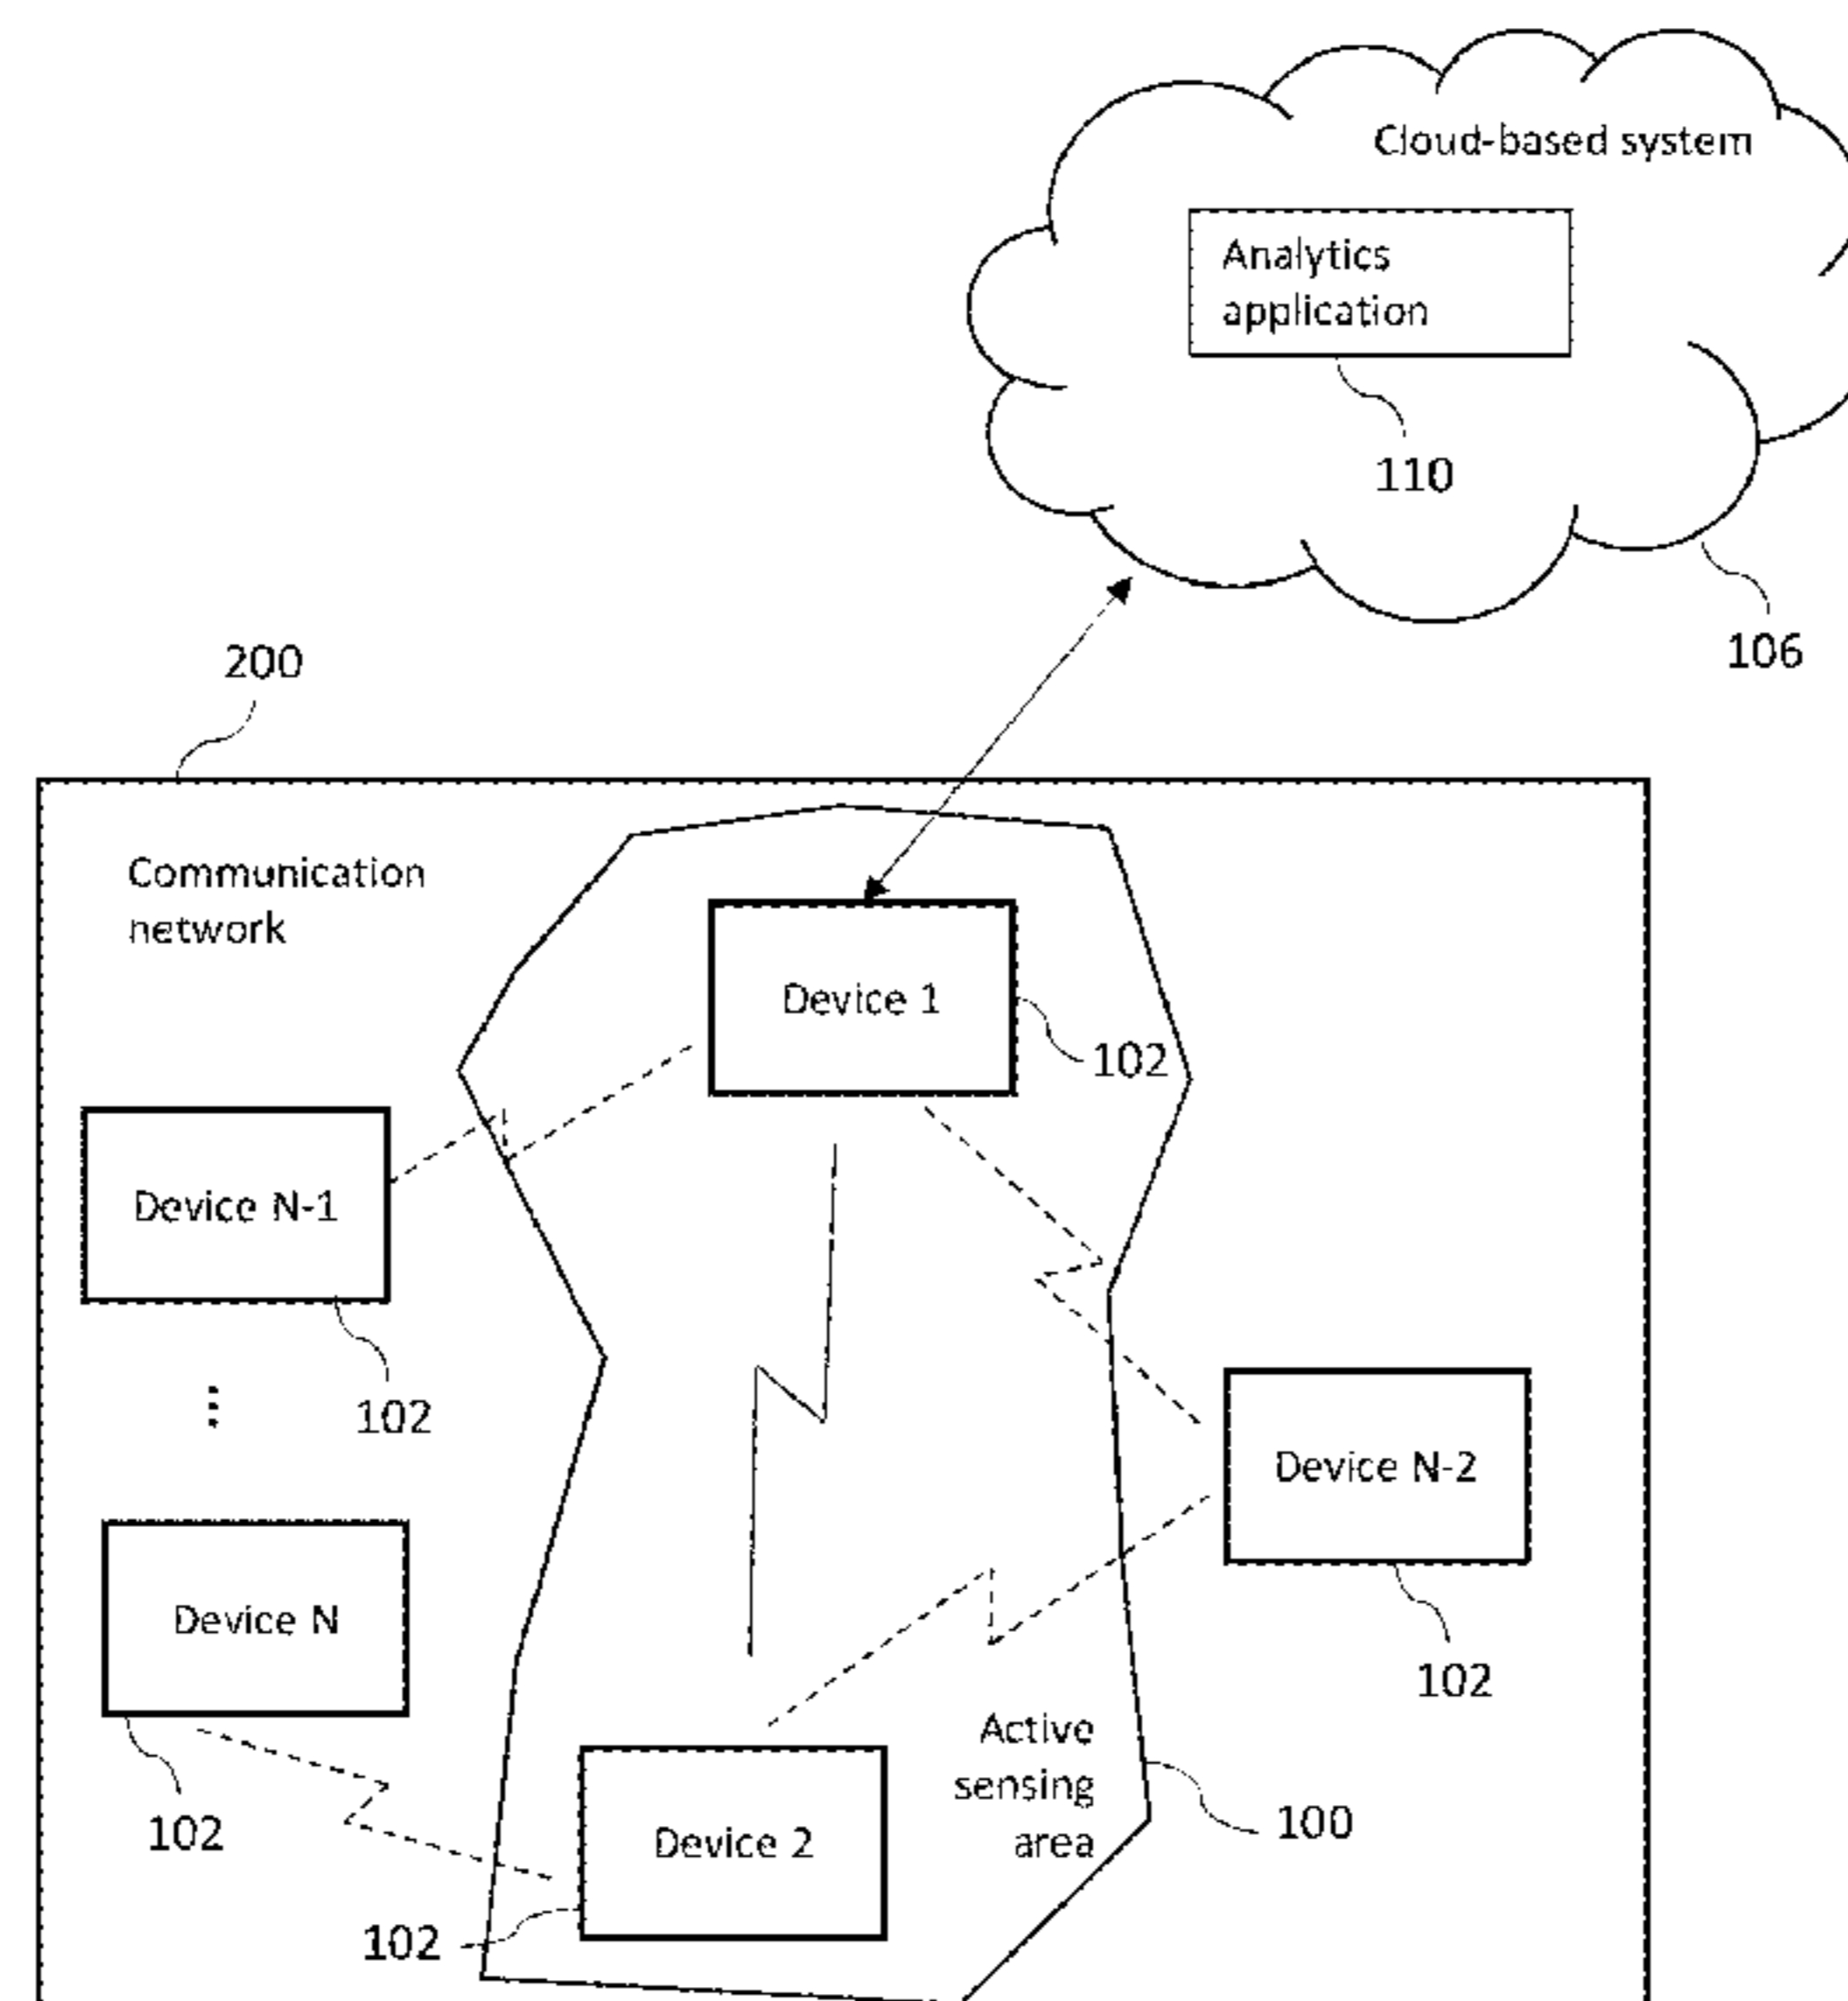 Cloud-based system
Analytics
application
110
106
200
Communication
network
Device 1
102
Device N-1
102
⋮
Device N-2
102
Device N
102
Active
sensing
area
100
Device 2
102